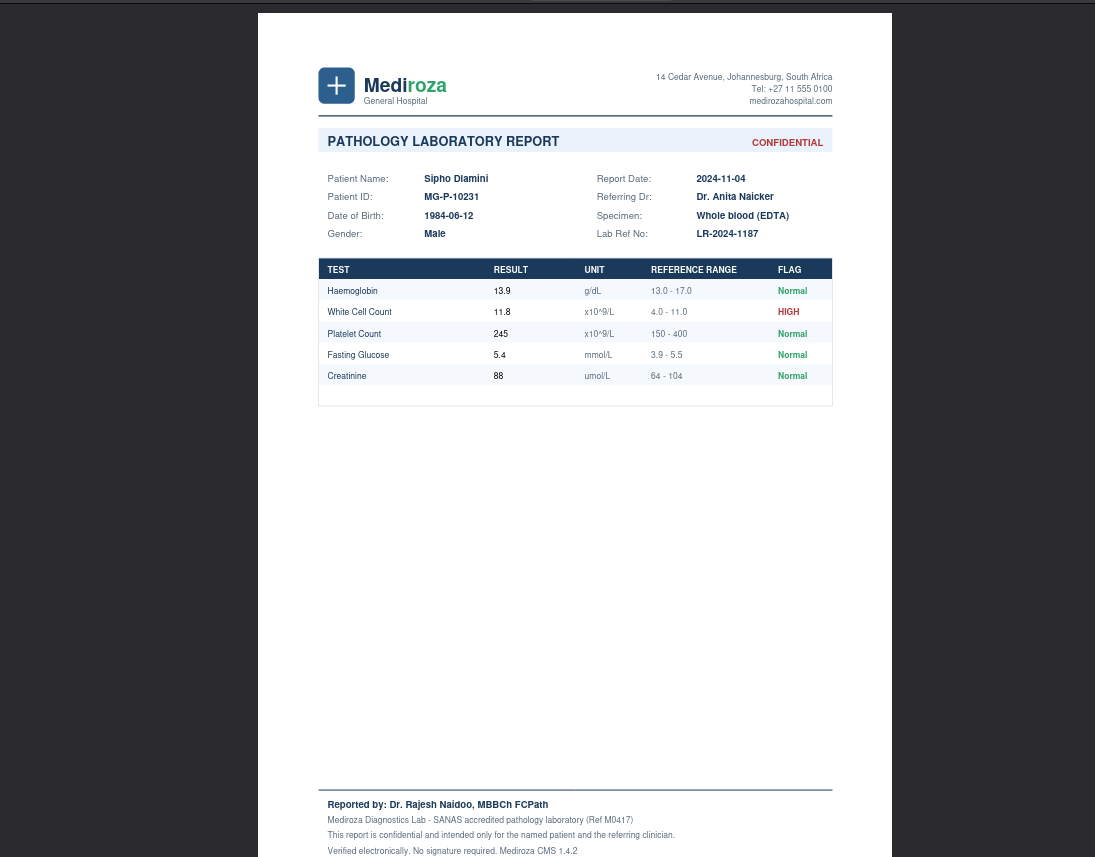 Mediroza
General Hospital
14 Cedar Avenue, Johannesburg, South Africa
Tel: +27 11 555 0100
medirozahospital.com
PATHOLOGY LABORATORY REPORT CONFIDENTIAL
Patient Name: Sipho Dlamini Report Date: 2024-11-04
Patient ID: MG-P-10231 Referring Dr: Dr. Anita Naicker
Date of Birth: 1984-06-12 Specimen: Whole blood (EDTA)
Gender: Male Lab Ref No: LR-2024-1187
TEST RESULT UNIT REFERENCE RANGE FLAG
Haemoglobin 13.9 g/dL 13.0 - 17.0 Normal
White Cell Count 11.8 x10^9/L 4.0 - 11.0 HIGH
Platelet Count 245 x10^9/L 150 - 400 Normal
Fasting Glucose 5.4 mmol/L 3.9 - 5.5 Normal
Creatinine 88 umol/L 64 - 104 Normal
Reported by: Dr. Rajesh Naidoo, MBBCh FCPath
Mediroza Diagnostics Lab - SANAS accredited pathology laboratory (Ref M0417)
This report is confidential and intended only for the named patient and the referring clinician.
Verified electronically. No signature required. Mediroza CMS 1.4.2